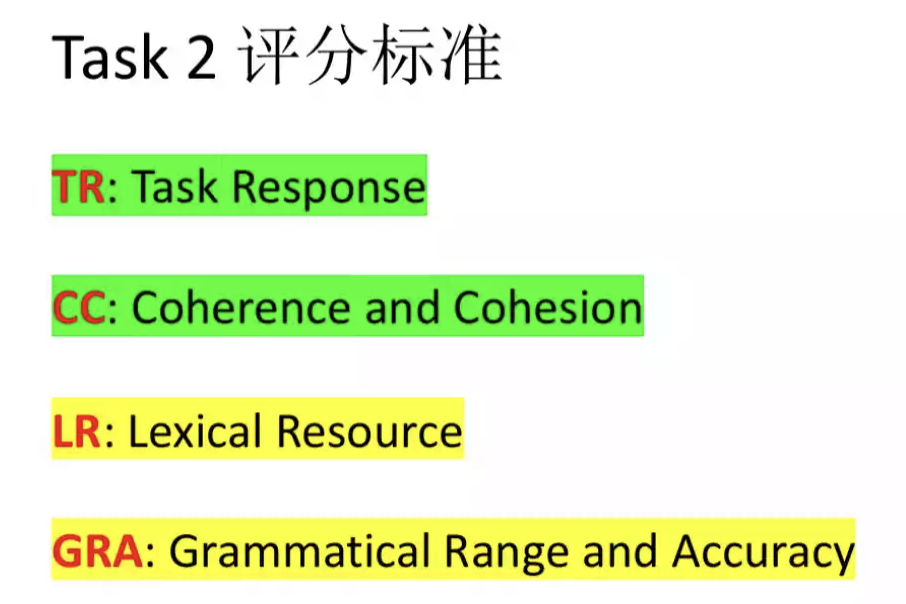 Task 2 评分标准
TR: Task Response
CC: Coherence and Cohesion
LR: Lexical Resource
GRA: Grammatical Range and Accuracy